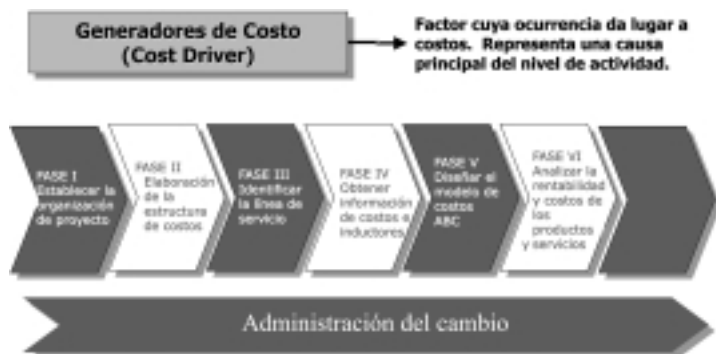 Generadores de Costo
(Cost Driver)
Factor cuya ocurrencia da lugar a
costos. Representa una causa
principal del nivel de actividad.
FASE I
Establecer la
organización
de proyecto
FASE II
Elaboración
de la
estructura
de costos
FASE III
Identificar
la línea de
servicio
FASE IV
Obtener
información
de costos e
inductores
FASE V
Diseñar el
modelo de
costos
ABC
FASE VI
Analizar la
rentabilidad
y costos de
los
productos
y servicios
Administración del cambio